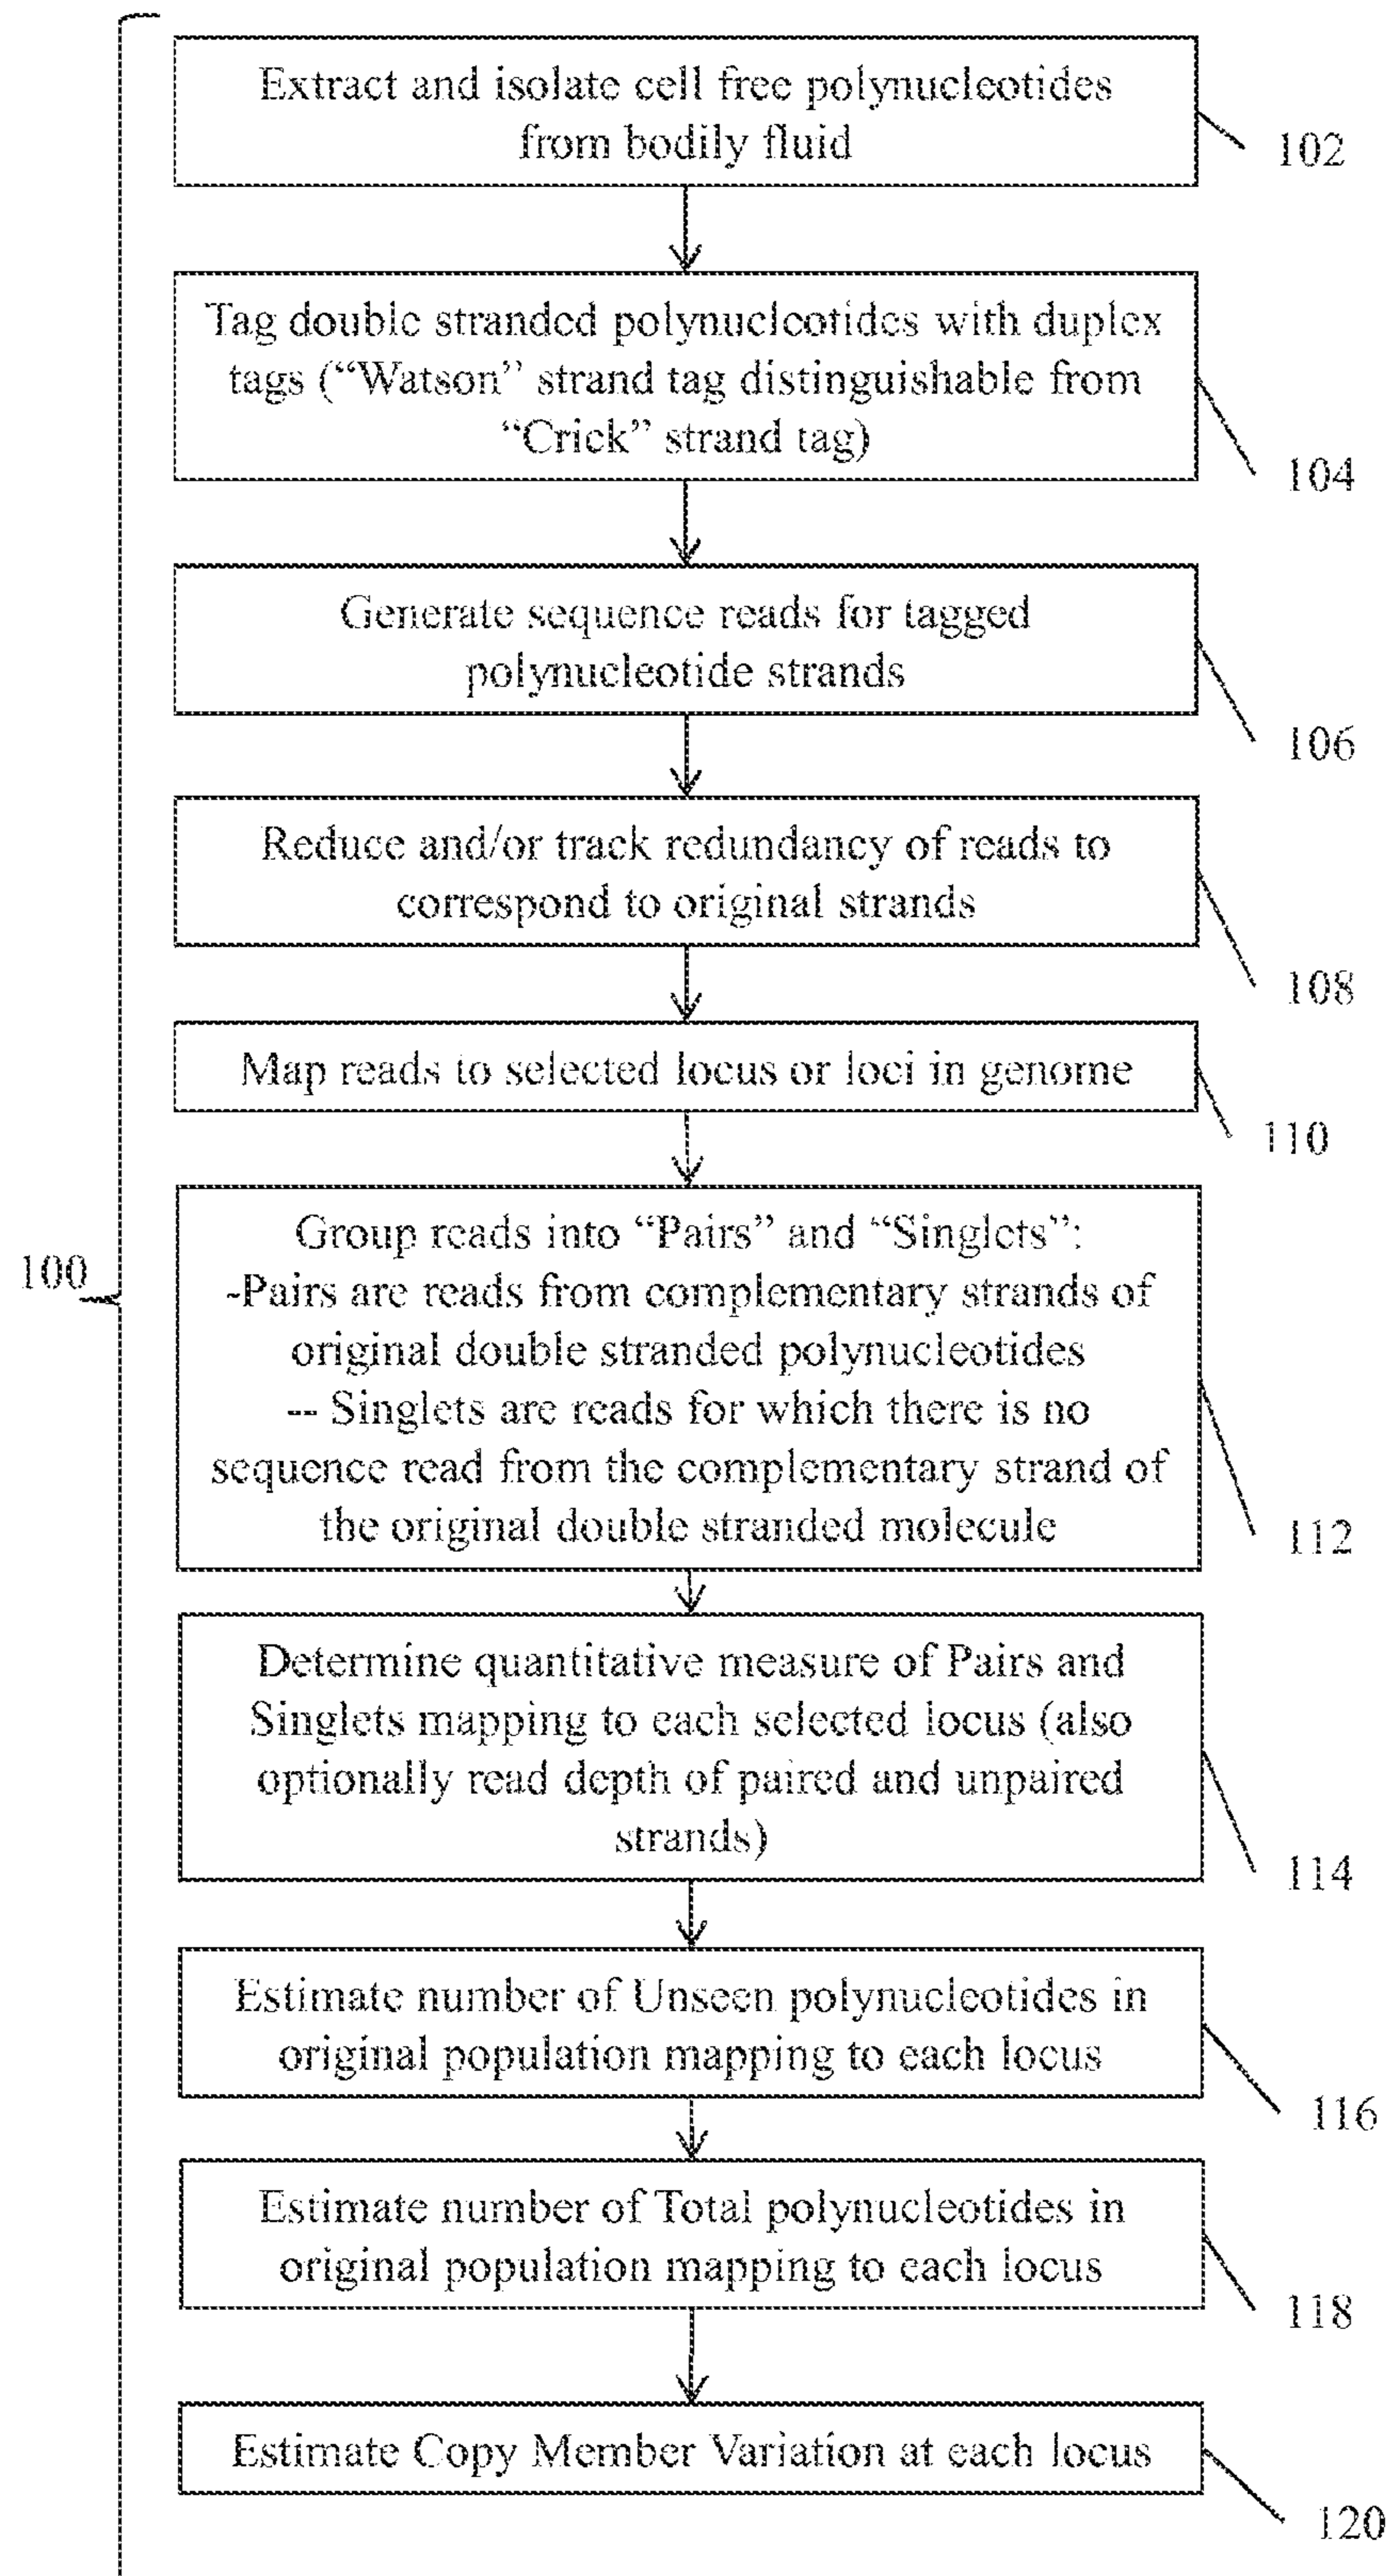 Extract and isolate cell free polynucleotides
from bodily fluid
102
Tag double stranded polynucleotides with duplex
tags (“Watson” strand tag distinguishable from
“Crick” strand tag)
104
Generate sequence reads for tagged
polynucleotide strands
106
Reduce and/or track redundancy of reads to
correspond to original strands
108
Map reads to selected locus or loci in genome
110
100
Group reads into “Pairs” and “Singlets”:
-Pairs are reads from complementary strands of
original double stranded polynucleotides
-- Singlets are reads for which there is no
sequence read from the complementary strand of
the original double stranded molecule
112
Determine quantitative measure of Pairs and
Singlets mapping to each selected locus (also
optionally read depth of paired and unpaired
strands)
114
Estimate number of Unseen polynucleotides in
original population mapping to each locus
116
Estimate number of Total polynucleotides in
original population mapping to each locus
118
Estimate Copy Member Variation at each locus
120